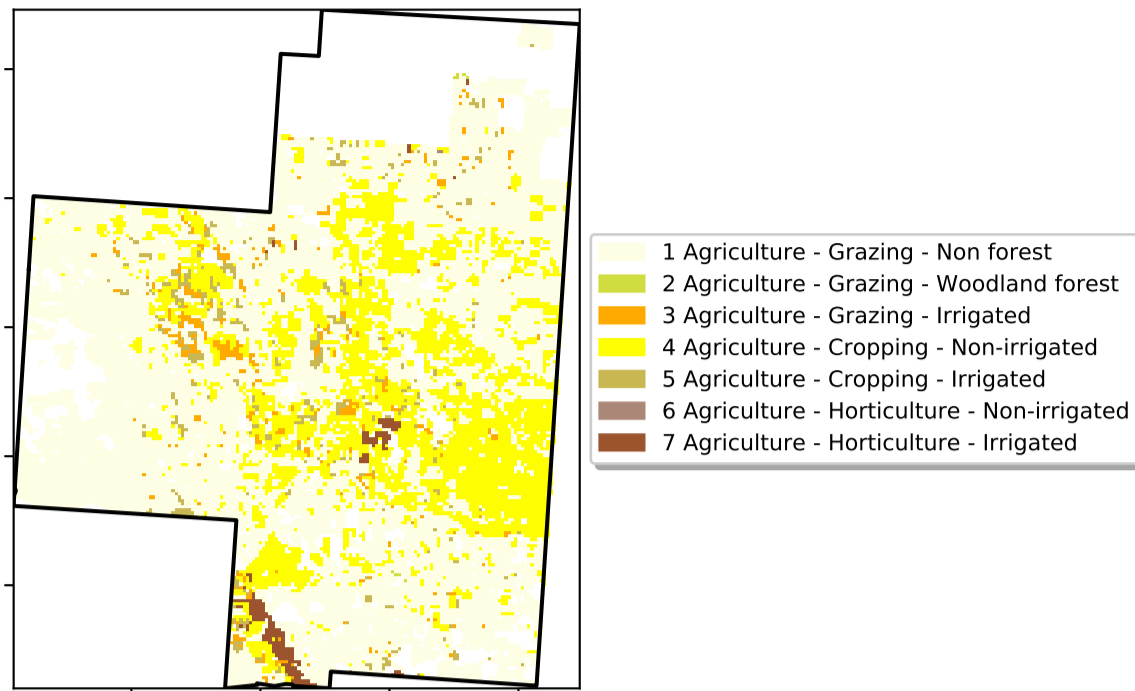 1 Agriculture - Grazing - Non forest
2 Agriculture - Grazing - Woodland forest
3 Agriculture - Grazing - Irrigated
4 Agriculture - Cropping - Non-irrigated
5 Agriculture - Cropping - Irrigated
6 Agriculture - Horticulture - Non-irrigated
7 Agriculture - Horticulture - Irrigated